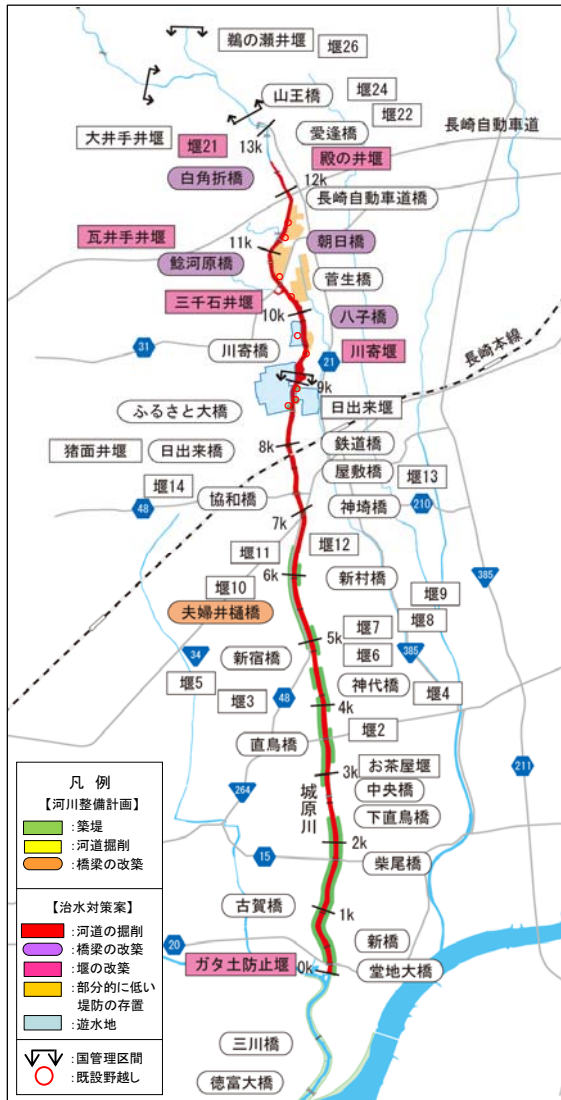 鵜の瀬井堰
堰26
山王橋
堰24
堰22
大井手井堰
堰21
13k
愛逢橋
長崎自動車道
殿の井堰
白角折橋
12k
長崎自動車道橋
瓦井手井堰
11k
朝日橋
鯰河原橋
菅生橋
三千石井堰
10k
八子橋
31
川寄橋
21
川寄堰
長崎本線
9k
ふるさと大橋
日出来堰
猪面井堰
日出来橋
8k
鉄道橋
屋敷橋
堰13
堰14
48
協和橋
7k
神埼橋
210
堰11
堰12
6k
新村橋
385
堰10
堰9
夫婦井樋橋
堰7
堰8
5k
34
新宿橋
堰6
385
堰5
神代橋
堰3
48
堰4
4k
直鳥橋
堰2
3k
お茶屋堰
211
264
城原川
中央橋
下直鳥橋
2k
15
柴尾橋
古賀橋
1k
20
新橋
ガタ土防止堰
0k
堂地大橋
三川橋
徳富大橋
凡 例
【河川整備計画】
:築堤
:河道掘削
:橋梁の改築
【治水対策案】
:河道の掘削
:橋梁の改築
:堰の改築
:部分的に低い
堤防の存置
:遊水地
:国管理区間
:既設野越し